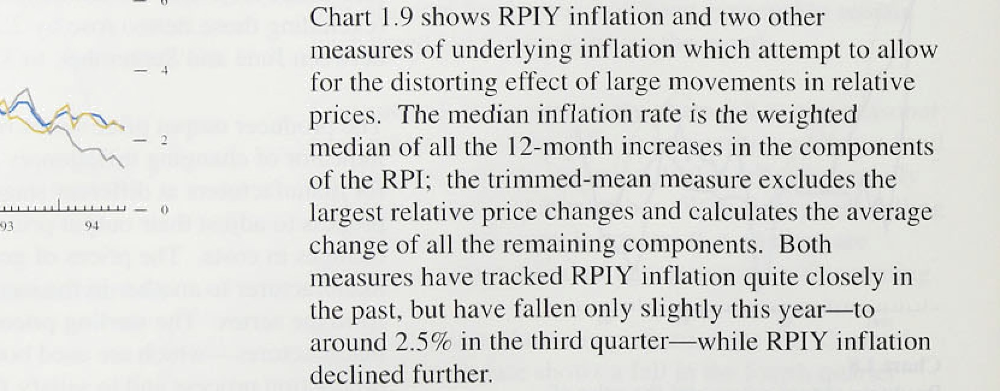 Chart 1.9 shows RPIY inflation and two other
measures of underlying inflation which attempt to allow
for the distorting effect of large movements in relative
prices.  The median inflation rate is the weighted
median of all the 12-month increases in the components
of the RPI;  the trimmed-mean measure excludes the
largest relative price changes and calculates the average
change of all the remaining components.  Both
measures have tracked RPIY inflation quite closely in
the past, but have fallen only slightly this year—to
around 2.5% in the third quarter—while RPIY inflation
declined further.
4
2
0
93 94